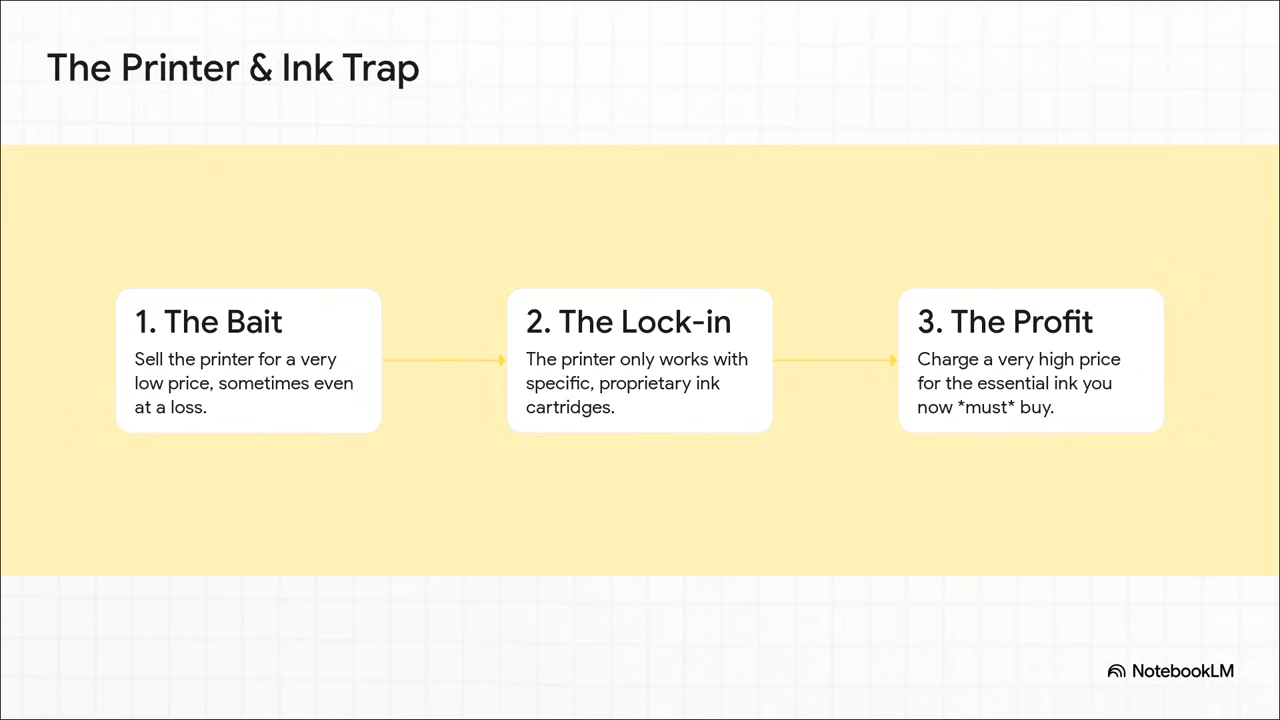 The Printer & Ink Trap
1. The Bait
Sell the printer for a very
low price, sometimes even
at a loss.
2. The Lock-in
The printer only works with
specific, proprietary ink
cartridges.
3. The Profit
Charge a very high price
for the essential ink you
now *must* buy.
NotebookLM